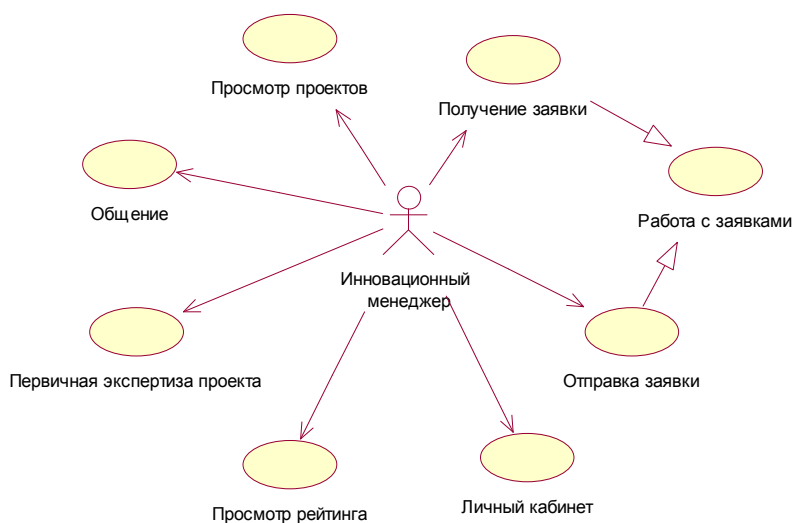 Просмотр проектов
Получение заявки
Общение
Работа с заявками
Инновационный
менеджер
Первичная экспертиза проекта
Отправка заявки
Просмотр рейтинга
Личный кабинет